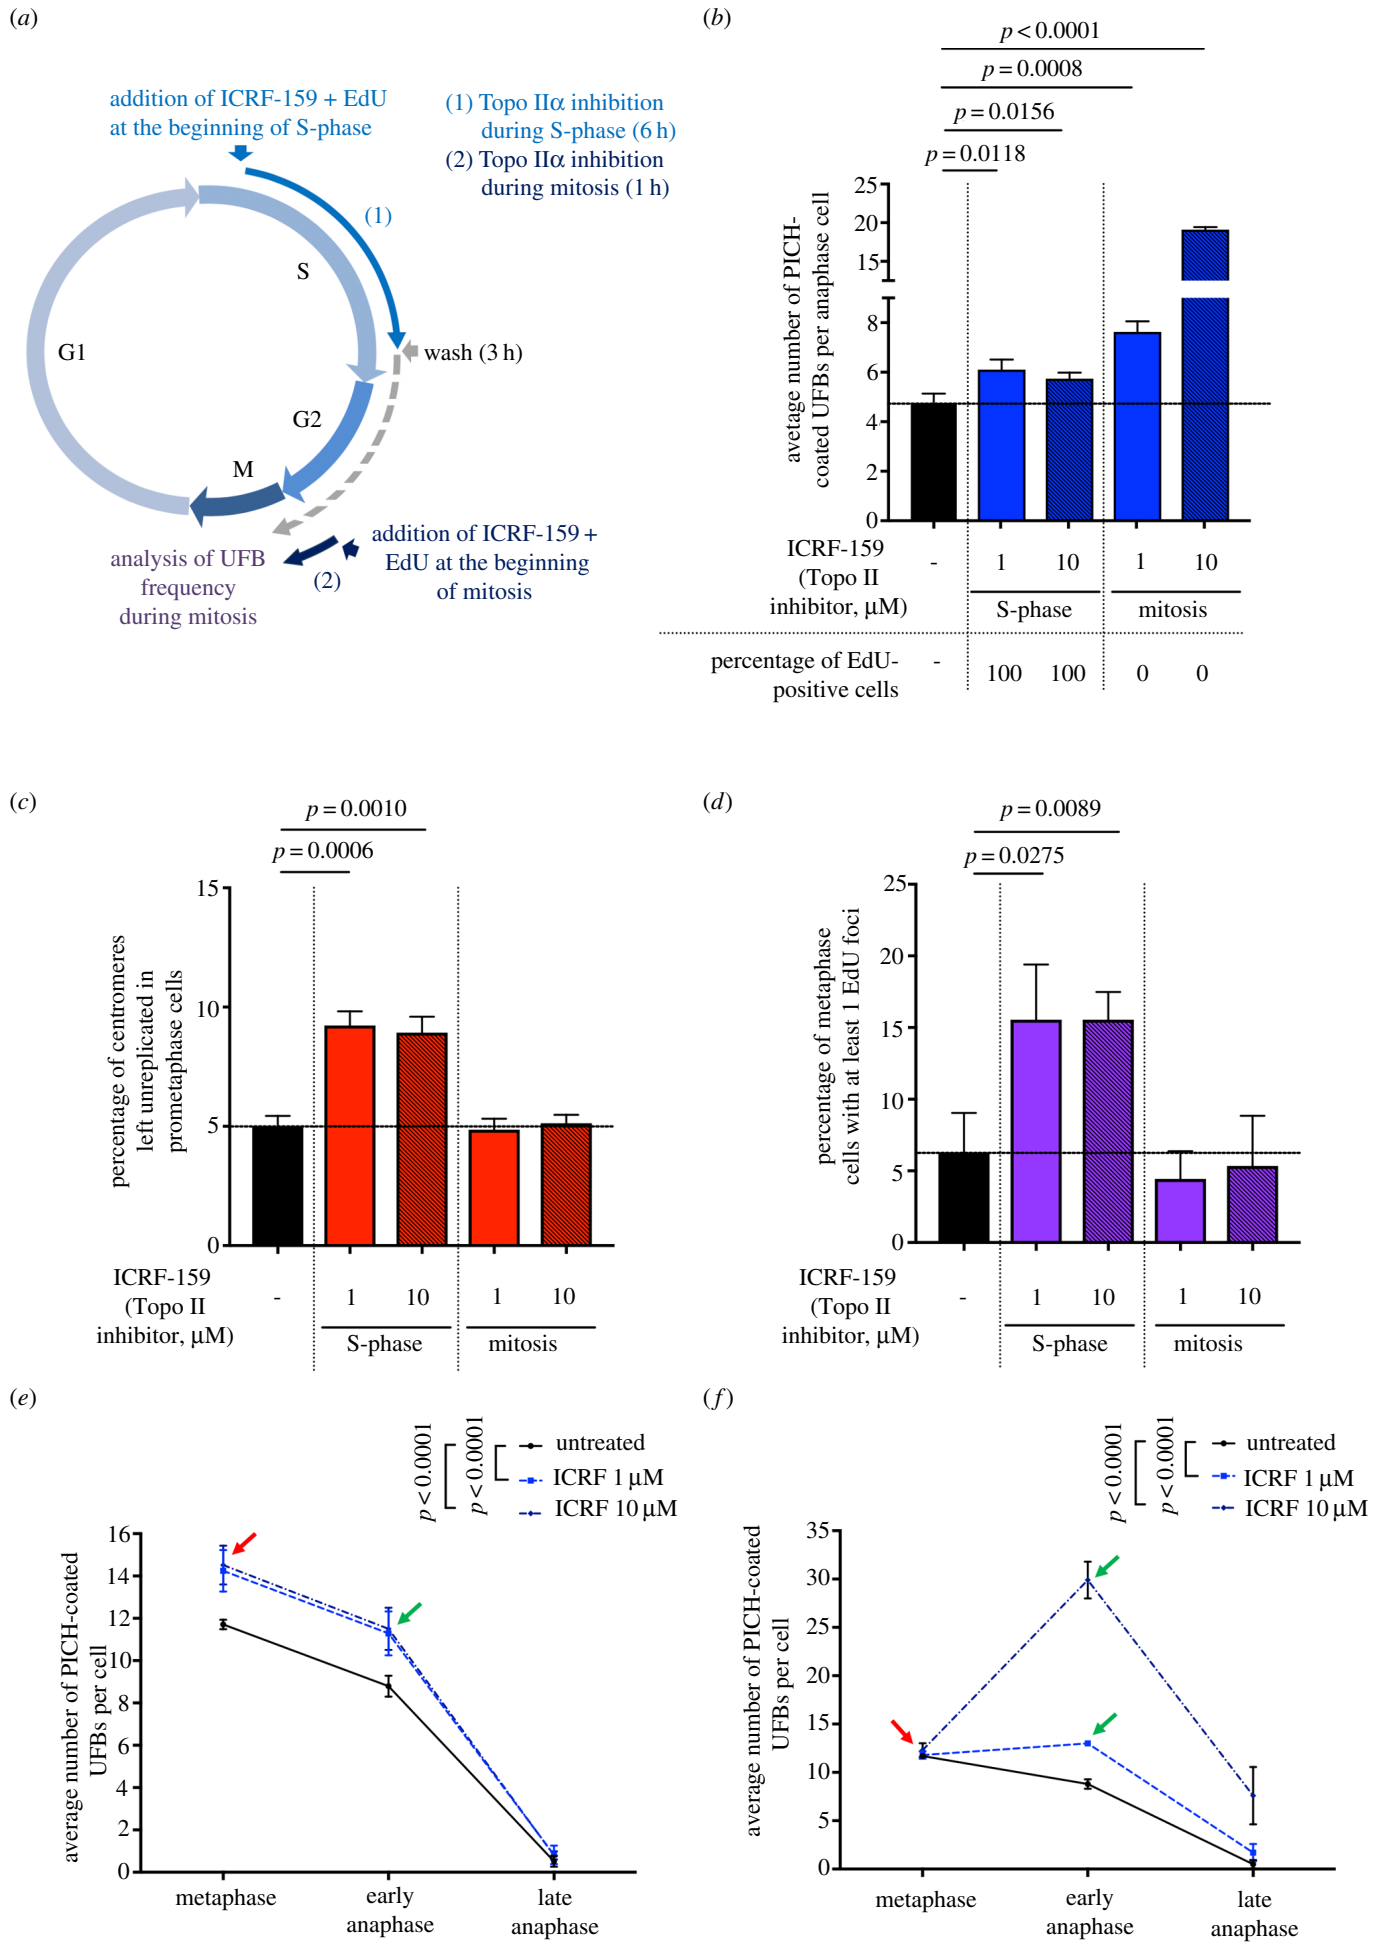 (a)
addition of ICRF-159 + EdU
at the beginning of S-phase
(1) Topo IIα inhibition
during S-phase (6 h)
(2) Topo IIα inhibition
during mitosis (1 h)
(1)
S
G1
wash (3 h)
G2
M
addition of ICRF-159 +
EdU at the beginning
of mitosis
(2)
analysis of UFB
frequency
during mitosis
(b)
p < 0.0001
p = 0.0008
p = 0.0156
p = 0.0118
avetage number of PICH-
coated UFBs per anaphase cell
25
20
15
8
6
4
2
0
ICRF-159
(Topo II
inhibitor, μM)
- 1 10 1 10
S-phase mitosis
percentage of EdU-
positive cells
- 100 100 0 0
(c)
p = 0.0010
p = 0.0006
percentage of centromeres
left unreplicated in
prometaphase cells
15
10
5
0
ICRF-159
(Topo II
inhibitor, μM)
- 1 10 1 10
S-phase mitosis
(d)
p = 0.0089
p = 0.0275
percentage of metaphase
cells with at least 1 EdU foci
25
20
15
10
5
0
ICRF-159
(Topo II
inhibitor, μM)
- 1 10 1 10
S-phase mitosis
(e)
p < 0.0001
p < 0.0001
untreated
ICRF 1 μM
ICRF 10 μM
average number of PICH-coated
UFBs per cell
16
14
12
10
8
6
4
2
0
metaphase
early
anaphase
late
anaphase
(f)
p < 0.0001
p < 0.0001
untreated
ICRF 1 μM
ICRF 10 μM
average number of PICH-coated
UFBs per cell
35
30
25
20
15
10
5
0
metaphase
early
anaphase
late
anaphase